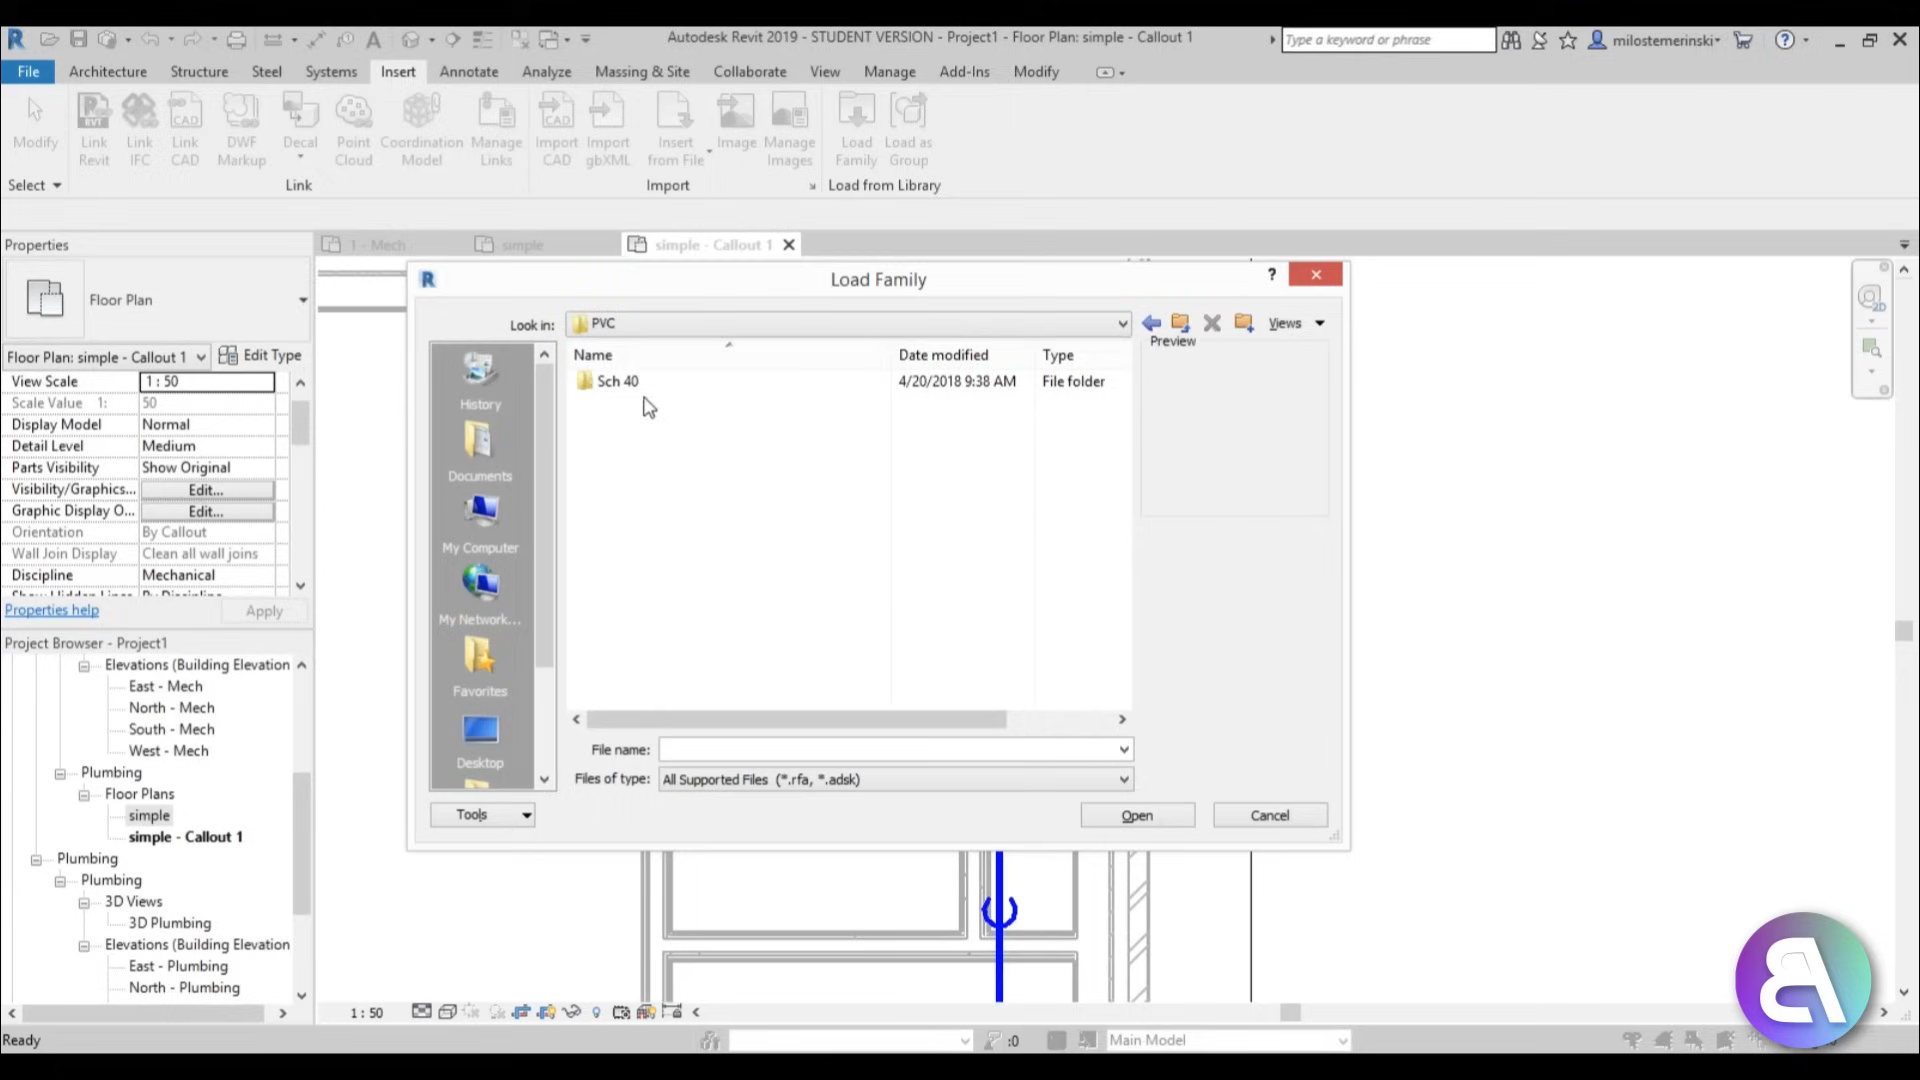 Autodesk Revit 2019 - STUDENT VERSION - Project1 - Floor Plan: simple - Callout 1
Type a keyword or phrase
milostemerinski
File Architecture Structure Steel Systems Insert Annotate Analyze Massing & Site Collaborate View Manage Add-Ins Modify
Modify
Link Revit
Link IFC
Link CAD
DWF Markup
Decal
Point Cloud
Coordination Model
Manage Links
Import CAD
Import gbXML
Insert from File
Image
Manage Images
Load Family
Load as Group
Select
Link
Import
Load from Library
Properties
1 - Mech
simple
simple - Callout 1
Floor Plan
Floor Plan: simple - Callout 1
Edit Type
View Scale 1 : 50
Scale Value 1: 50
Display Model Normal
Detail Level Medium
Parts Visibility Show Original
Visibility/Graphics... Edit...
Graphic Display O... Edit...
Orientation By Callout
Wall Join Display Clean all wall joins
Discipline Mechanical
Properties help
Apply
Project Browser - Project1
Elevations (Building Elevation
East - Mech
North - Mech
South - Mech
West - Mech
Plumbing
Floor Plans
simple
simple - Callout 1
Plumbing
Plumbing
3D Views
3D Plumbing
Elevations (Building Elevation
East - Plumbing
North - Plumbing
Load Family
?
Look in: PVC
Views
Preview
Name Date modified Type
Sch 40 4/20/2018 9:38 AM File folder
History
Documents
My Computer
My Network...
Favorites
Desktop
File name:
Files of type: All Supported Files (*.rfa, *.adsk)
Tools
Open
Cancel
2D
1 : 50
Ready
:0
Main Model